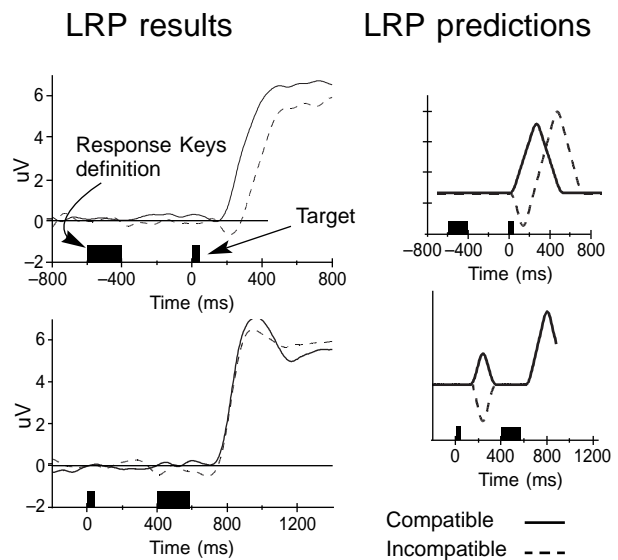 LRP results
LRP predictions
6
4
2
0
−2
uV
Response Keys
definition
Target
−800 −400 0 400 800
Time (ms)
−800 −400 0 400 800
Time (ms)
6
4
2
0
−2
uV
0 400 800 1200
Time (ms)
0 400 800 1200
Time (ms)
Compatible
Incompatible